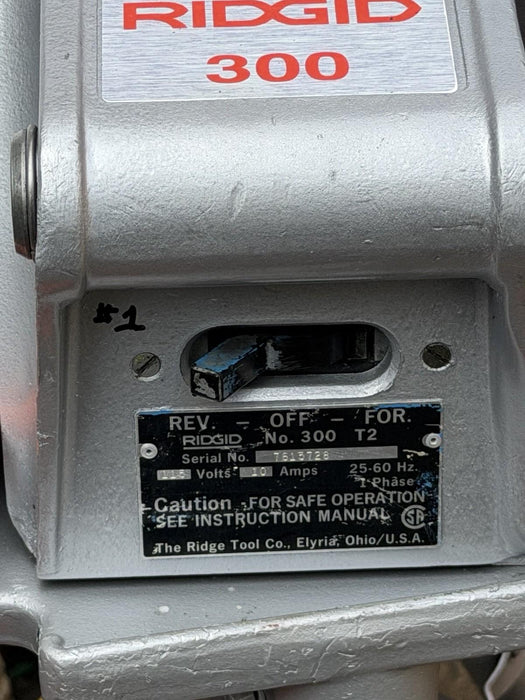 RIDGID
300
#1
REV. - OFF - FOR.
RIDGID No. 300 T2
Serial No. 7613728
115 Volts 10 Amps 25-60 Hz.
1 Phase
Caution FOR SAFE OPERATION
SEE INSTRUCTION MANUAL SA
The Ridge Tool Co., Elyria, Ohio/U.S.A.